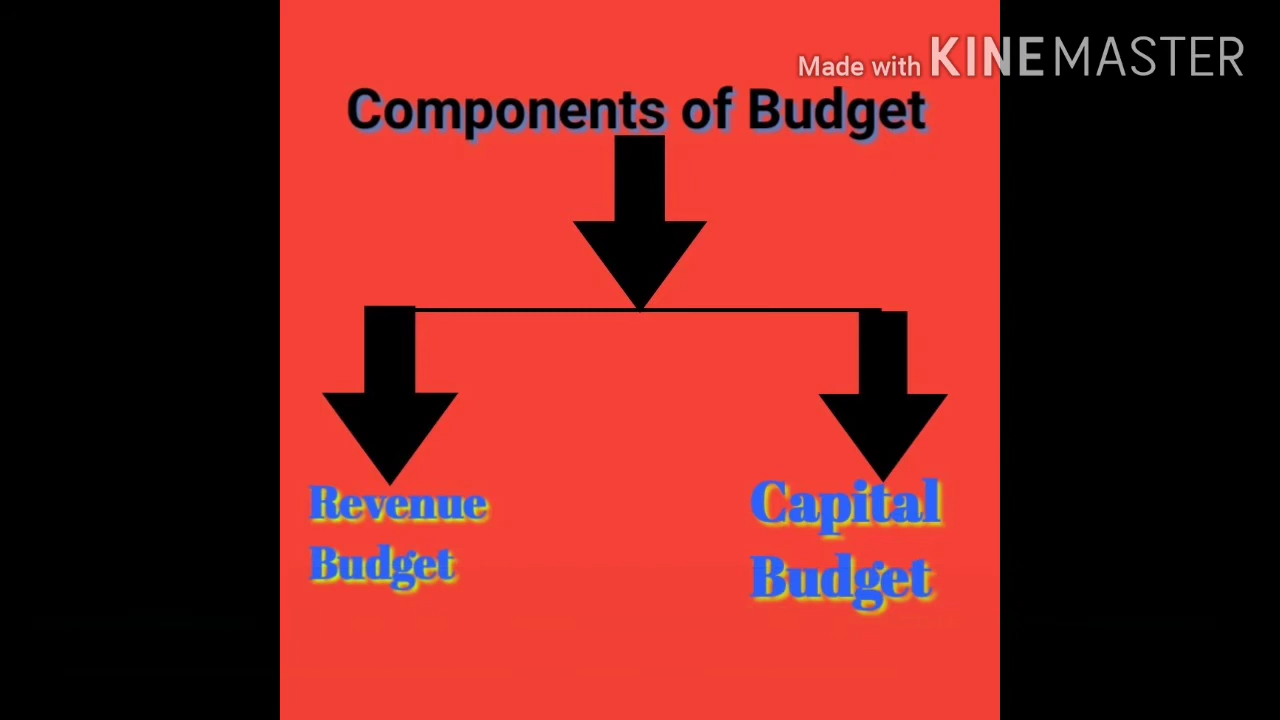 Made with KINEMASTER
Components of Budget
Revenue
Budget
Capital
Budget